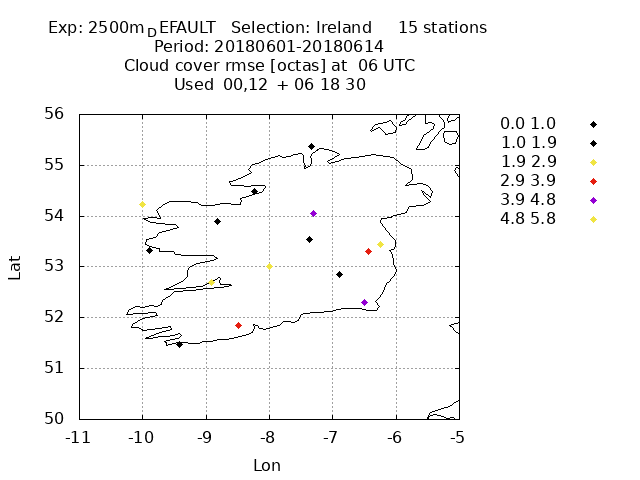 Exp: 2500m_DEFAULT   Selection: Ireland      15 stations
Period: 20180601-20180614
Cloud cover rmse [octas] at  06 UTC
Used  00,12  + 06 18 30
56
55
54
53
52
51
50
-11 -10 -9 -8 -7 -6 -5
Lat
Lon
0.0 1.0
1.0 1.9
1.9 2.9
2.9 3.9
3.9 4.8
4.8 5.8